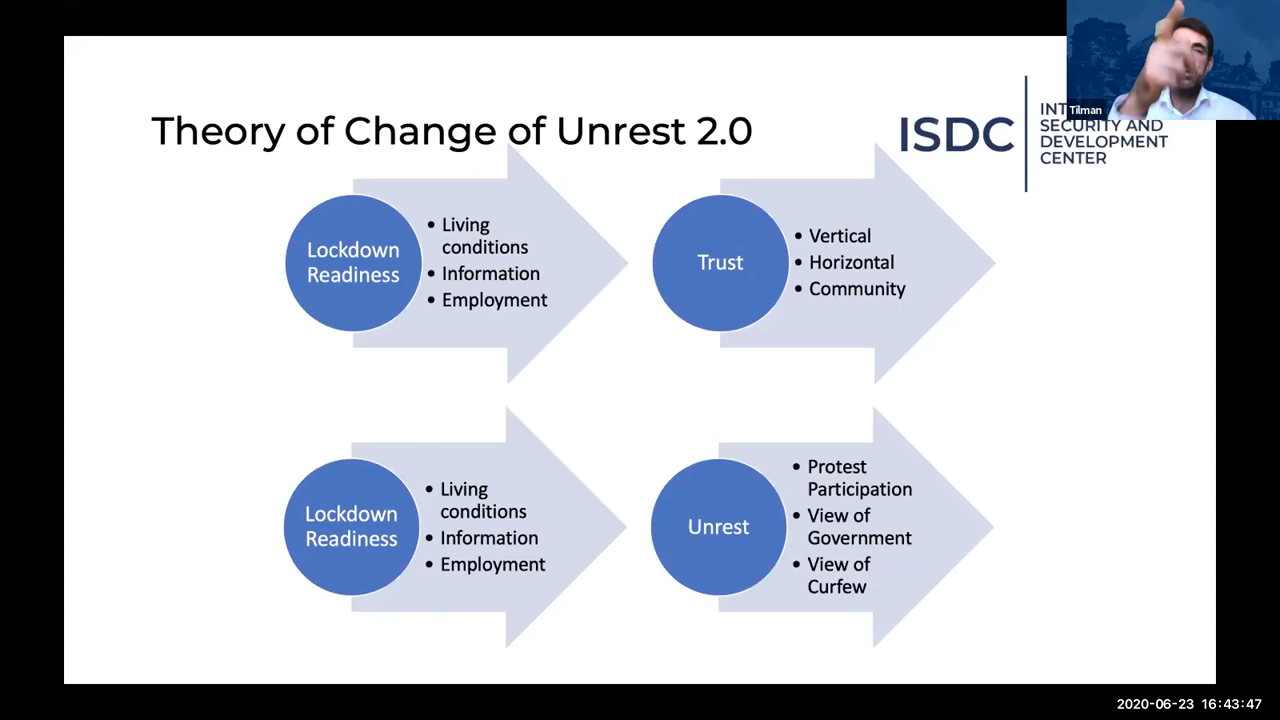 Tilman
Theory of Change of Unrest 2.0
ISDC
INT
SECURITY AND
DEVELOPMENT
CENTER
Lockdown
Readiness
• Living
conditions
• Information
• Employment
Trust
• Vertical
• Horizontal
• Community
Lockdown
Readiness
• Living
conditions
• Information
• Employment
Unrest
• Protest
Participation
• View of
Government
• View of
Curfew
2020-06-23 16:43:47